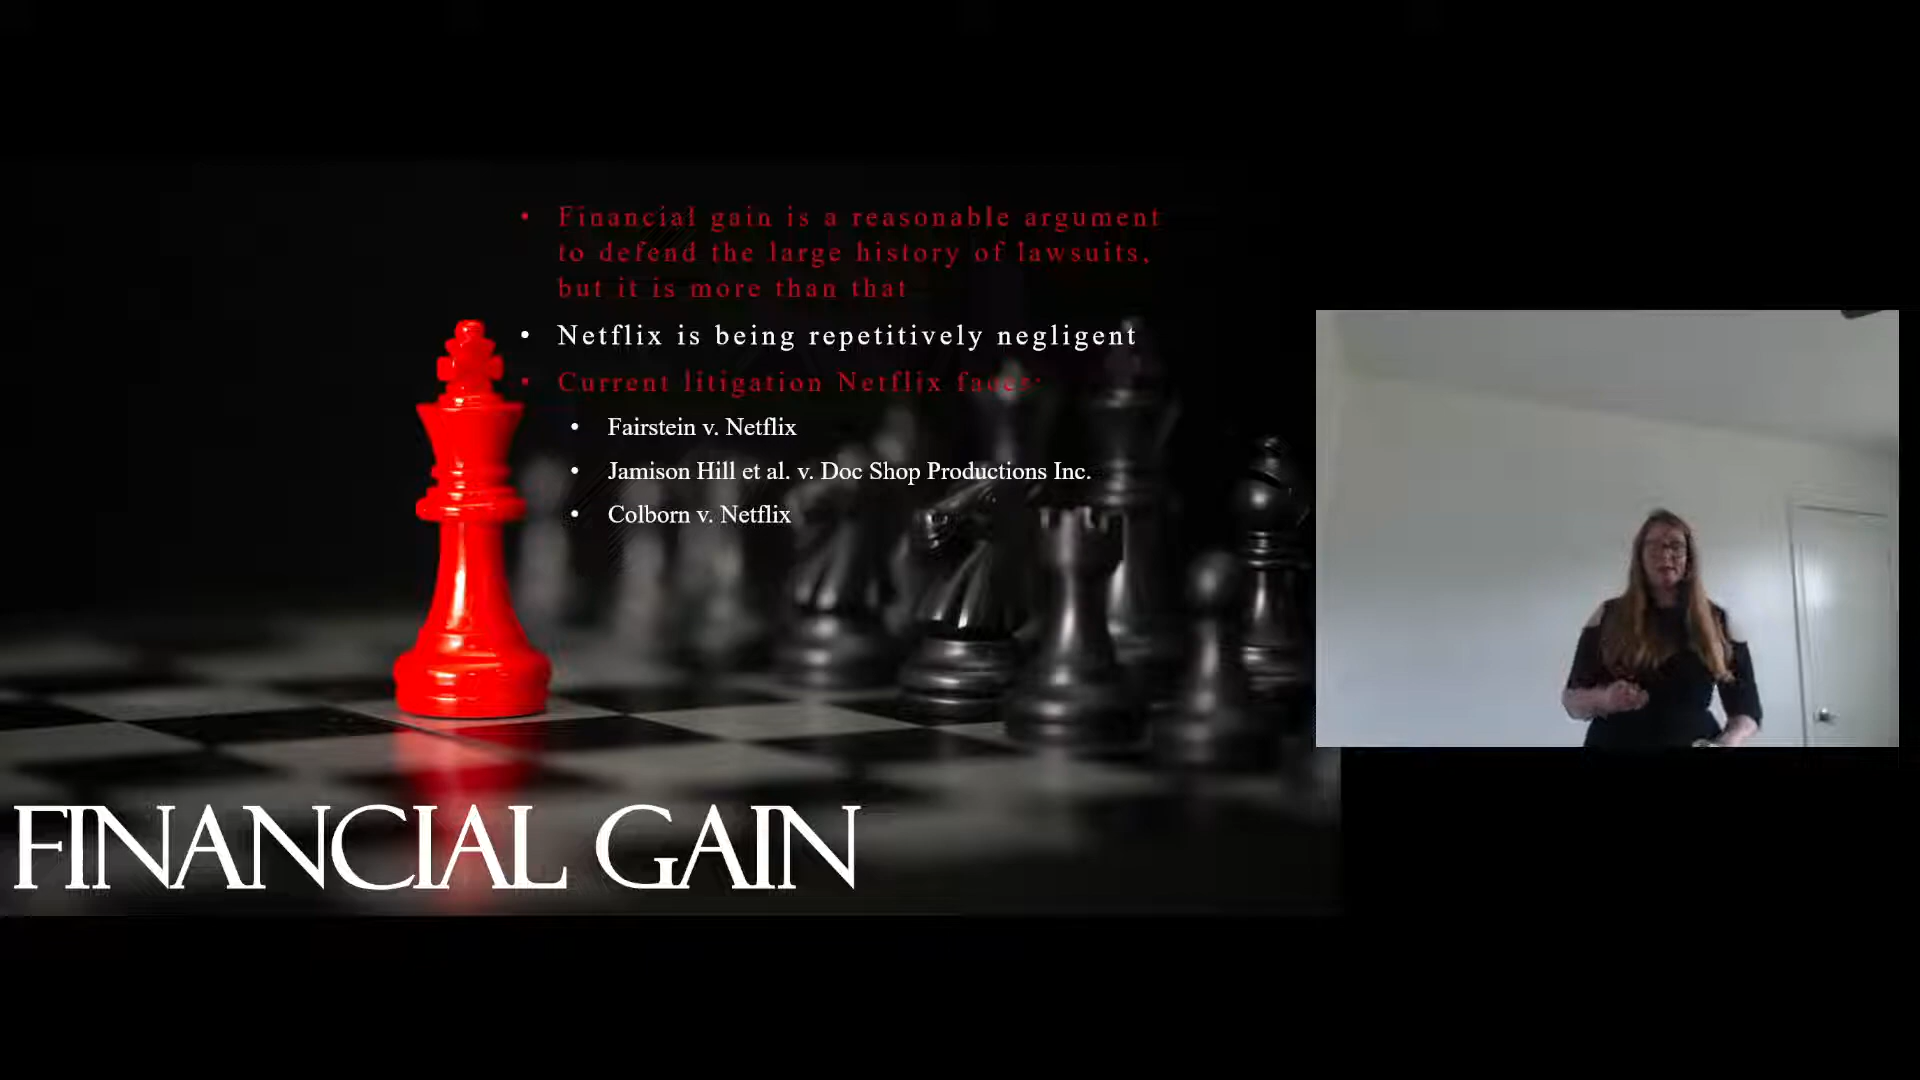 • Financial gain is a reasonable argument
to defend the large history of lawsuits,
but it is more than that
• Netflix is being repetitively negligent
• Current litigation Netflix faces:
• Fairstein v. Netflix
• Jamison Hill et al. v. Doc Shop Productions Inc.
• Colborn v. Netflix
FINANCIAL GAIN